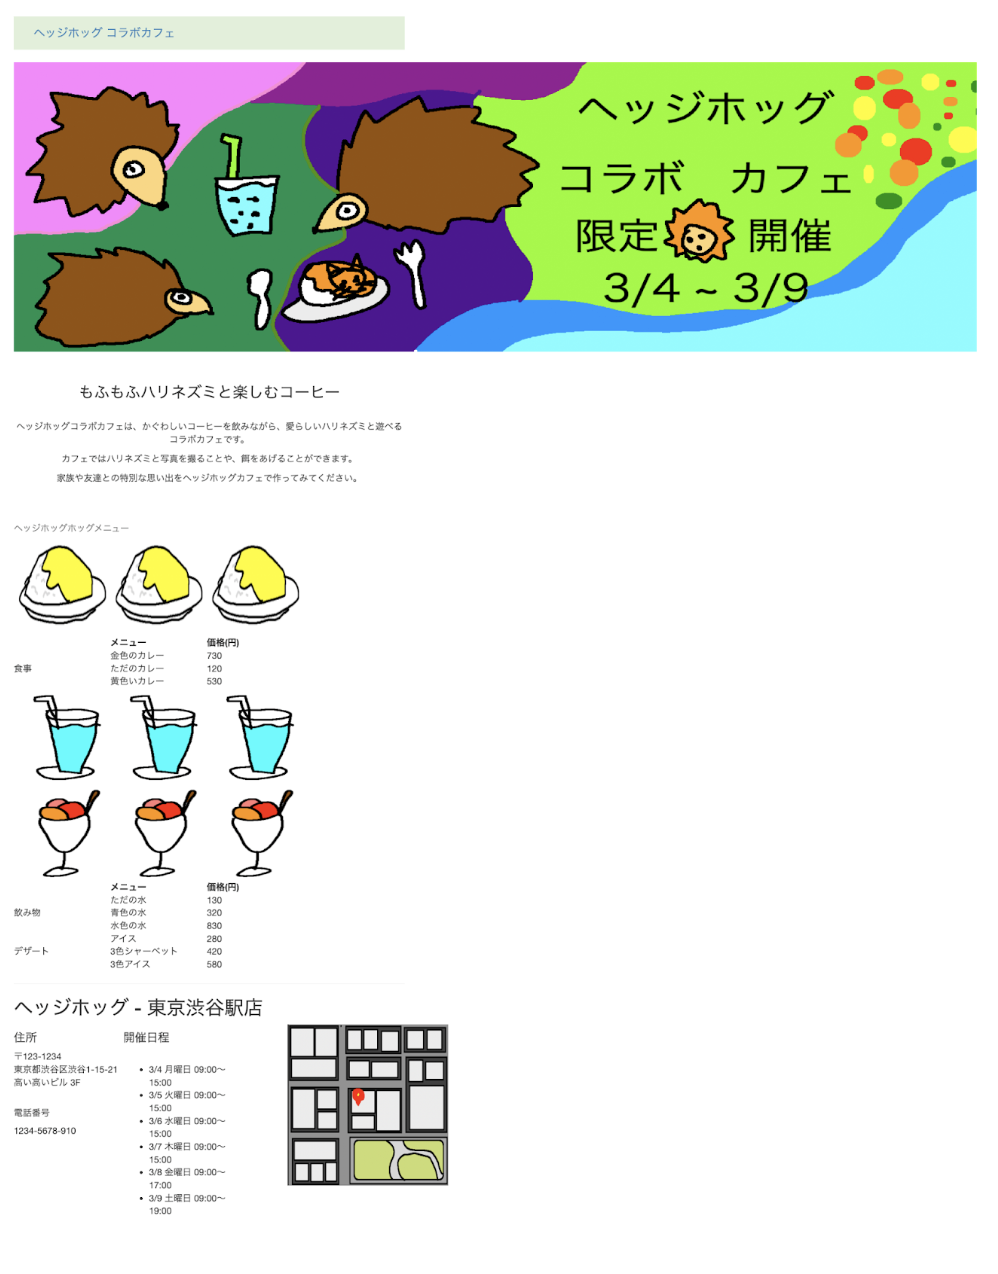 ヘッジホッグ コラボカフェ
ヘッジホッグ
コラボ カフェ
限定 開催
3/4 ~ 3/9
もふもふハリネズミと楽しむコーヒー
ヘッジホッグコラボカフェは、かぐわしいコーヒーを飲みながら、愛らしいハリネズミと遊べる
コラボカフェです。
カフェではハリネズミと写真を撮ることや、餌をあげることができます。
家族や友達との特別な思い出をヘッジホッグカフェで作ってみてください。
ヘッジホッグホッグメニュー
メニュー 価格(円)
金色のカレー 730
食事 ただのカレー 120
黄色いカレー 530
メニュー 価格(円)
ただの水 130
飲み物 青色の水 320
水色の水 830
アイス 280
デザート 3色シャーベット 420
3色アイス 580
ヘッジホッグ - 東京渋谷駅店
住所
〒123-1234
東京都渋谷区渋谷1-15-21
高い高いビル 3F
電話番号
1234-5678-910
開催日程
• 3/4 月曜日 09:00〜
15:00
• 3/5 火曜日 09:00〜
15:00
• 3/6 水曜日 09:00〜
15:00
• 3/7 木曜日 09:00〜
15:00
• 3/8 金曜日 09:00〜
17:00
• 3/9 土曜日 09:00〜
19:00